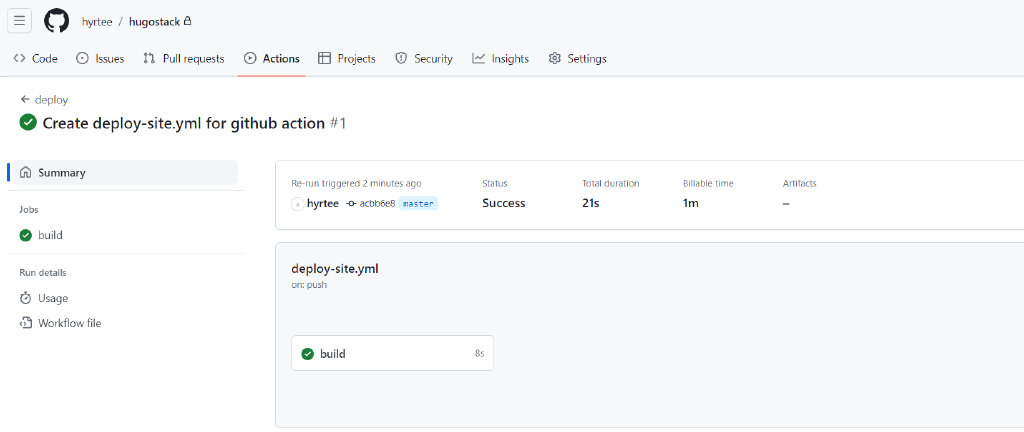 hyrtee / hugostack
Code Issues Pull requests Actions Projects Security Insights Settings
deploy
Create deploy-site.yml for github action #1
Summary
Jobs
build
Run details
Usage
Workflow file
Re-run triggered 2 minutes ago
hyrtee acbb6e8 master
Status
Success
Total duration
21s
Billable time
1m
Artifacts
–
deploy-site.yml
on: push
build 8s